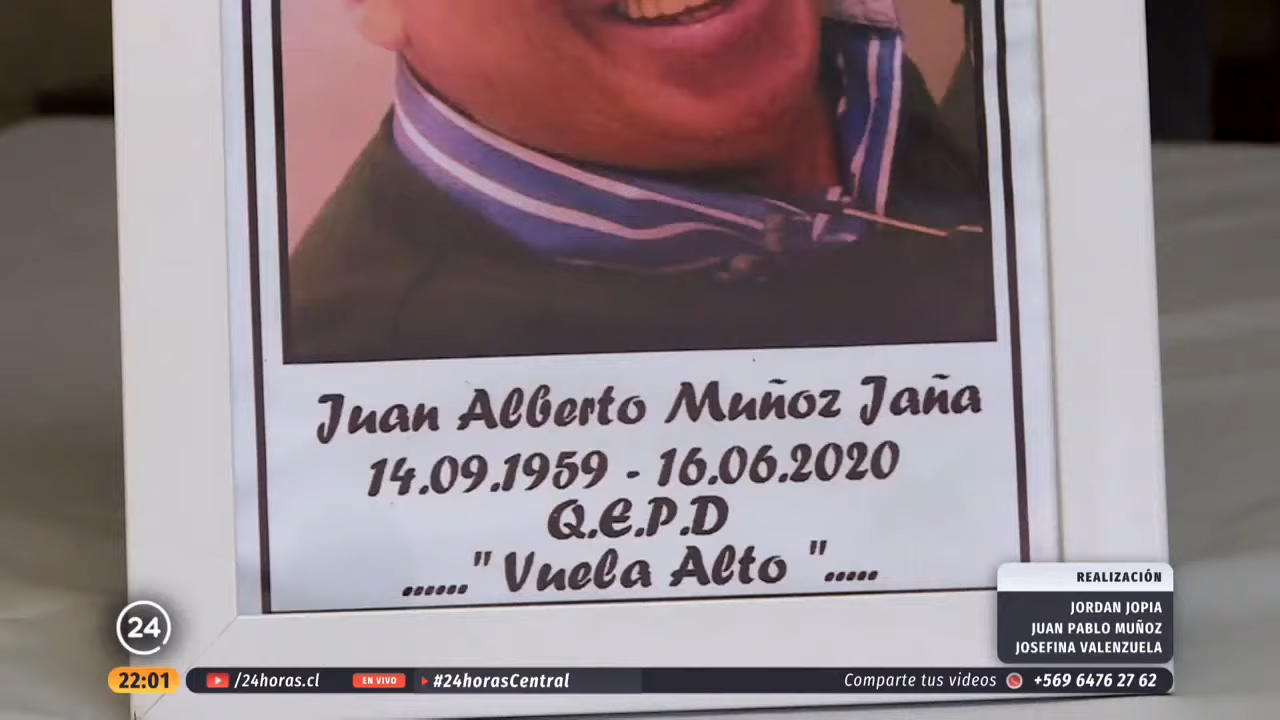 Juan Alberto Muñoz Jaña
14.09.1959 - 16.06.2020
Q.E.P.D
......" Vuela Alto ".....
REALIZACIÓN
JORDAN JOPIA
JUAN PABLO MUÑOZ
JOSEFINA VALENZUELA
24
22:01
/24horas.cl
EN VIVO
#24horasCentral
Comparte tus videos
+569 6476 27 62